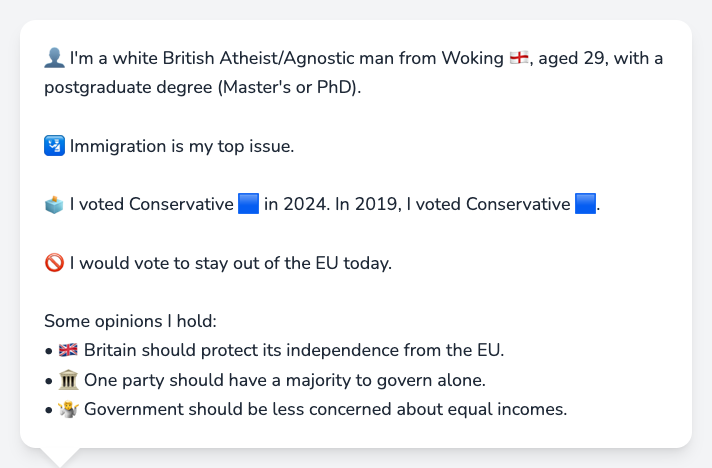 👤 I'm a white British Atheist/Agnostic man from Woking 🏴󠁧󠁢󠁥󠁮󠁧󠁿, aged 29, with a
postgraduate degree (Master's or PhD).
🛂 Immigration is my top issue.
🗳️ I voted Conservative 🟦 in 2024. In 2019, I voted Conservative 🟦.
🚫 I would vote to stay out of the EU today.
Some opinions I hold:
• 🇬🇧 Britain should protect its independence from the EU.
• 🏛️ One party should have a majority to govern alone.
• 🤷 Government should be less concerned about equal incomes.